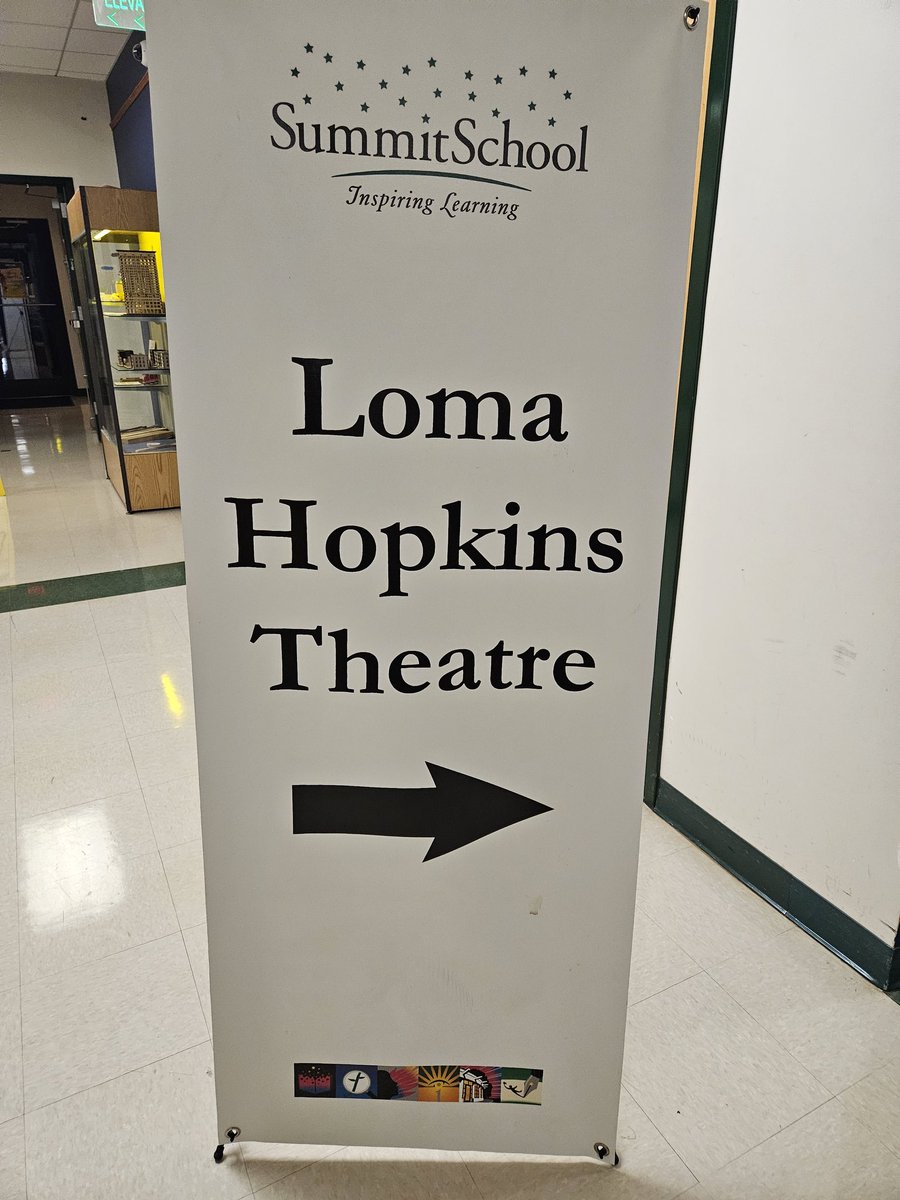 SummitSchool
Inspiring Learning
Loma
Hopkins
Theatre